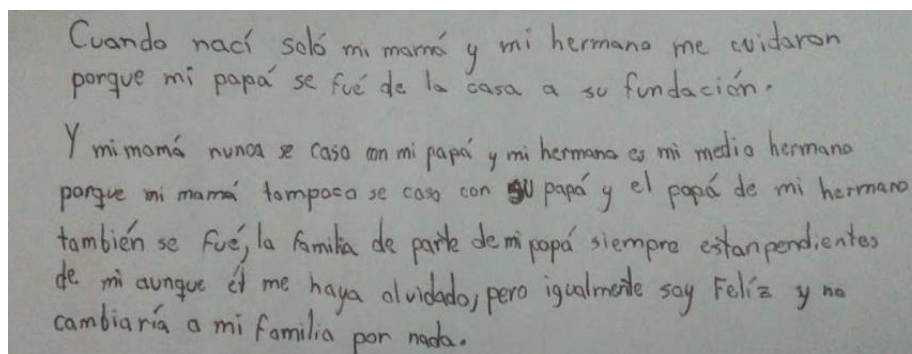 Cuando nací soló mi mamá y mi hermano me cuidaron
porque mi papá se fué de la casa a su fundación.
Y mi mamá nunca se caso con mi papá y mi hermano es mi medio hermano
porque mi mamá tampoco se caso con su papá y el papá de mi hermano
también se fué, la familia de parte de mi papá siempre estan pendientes
de mi aunque él me haya olvidado, pero igualmente soy Felíz y no
cambiaría a mi familia por nada.